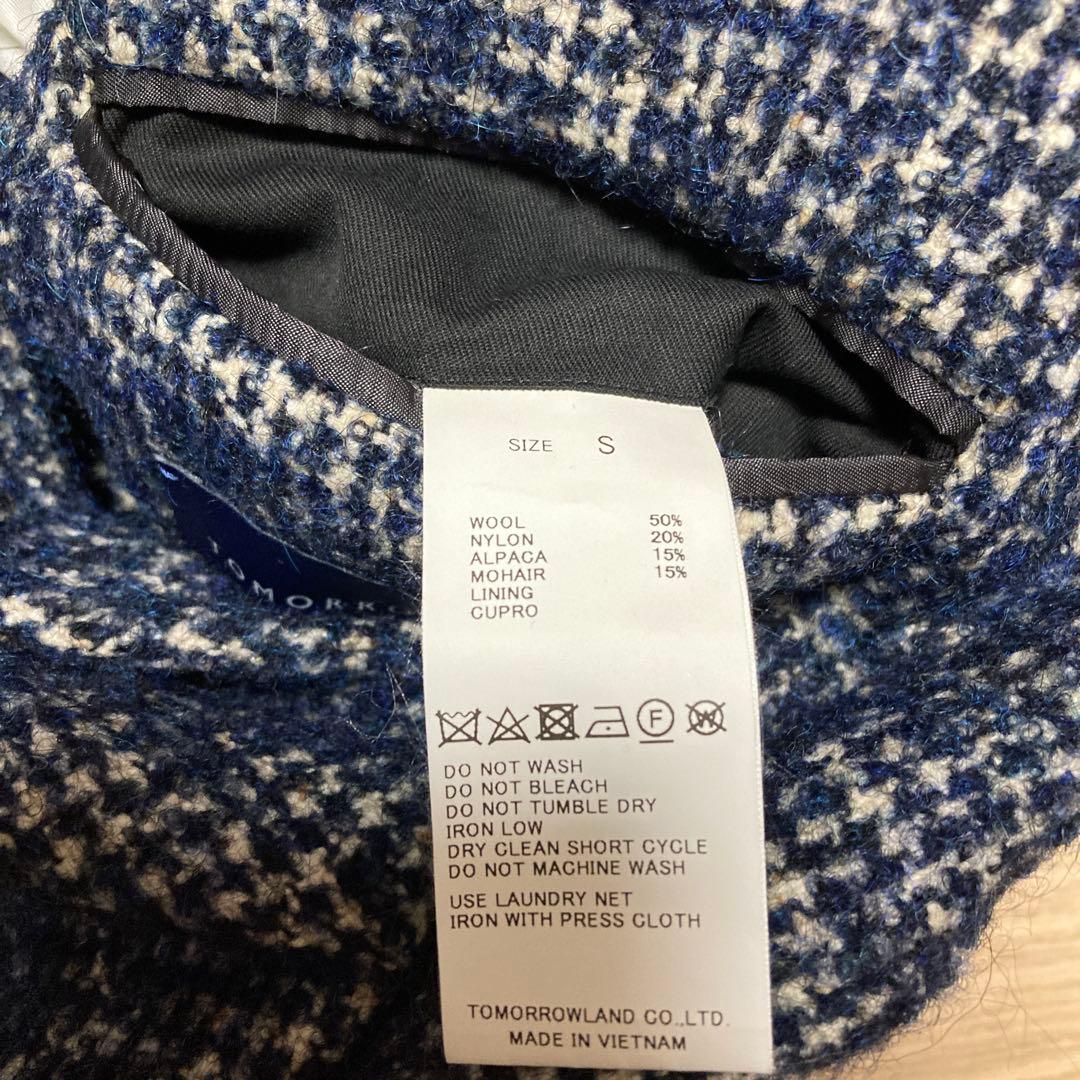 SIZE S
WOOL 50%
NYLON 20%
ALPACA 15%
MOHAIR 15%
LINING
CUPRO
F W
DO NOT WASH
DO NOT BLEACH
DO NOT TUMBLE DRY
IRON LOW
DRY CLEAN SHORT CYCLE
DO NOT MACHINE WASH
USE LAUNDRY NET
IRON WITH PRESS CLOTH
TOMORROWLAND CO.,LTD.
MADE IN VIETNAM